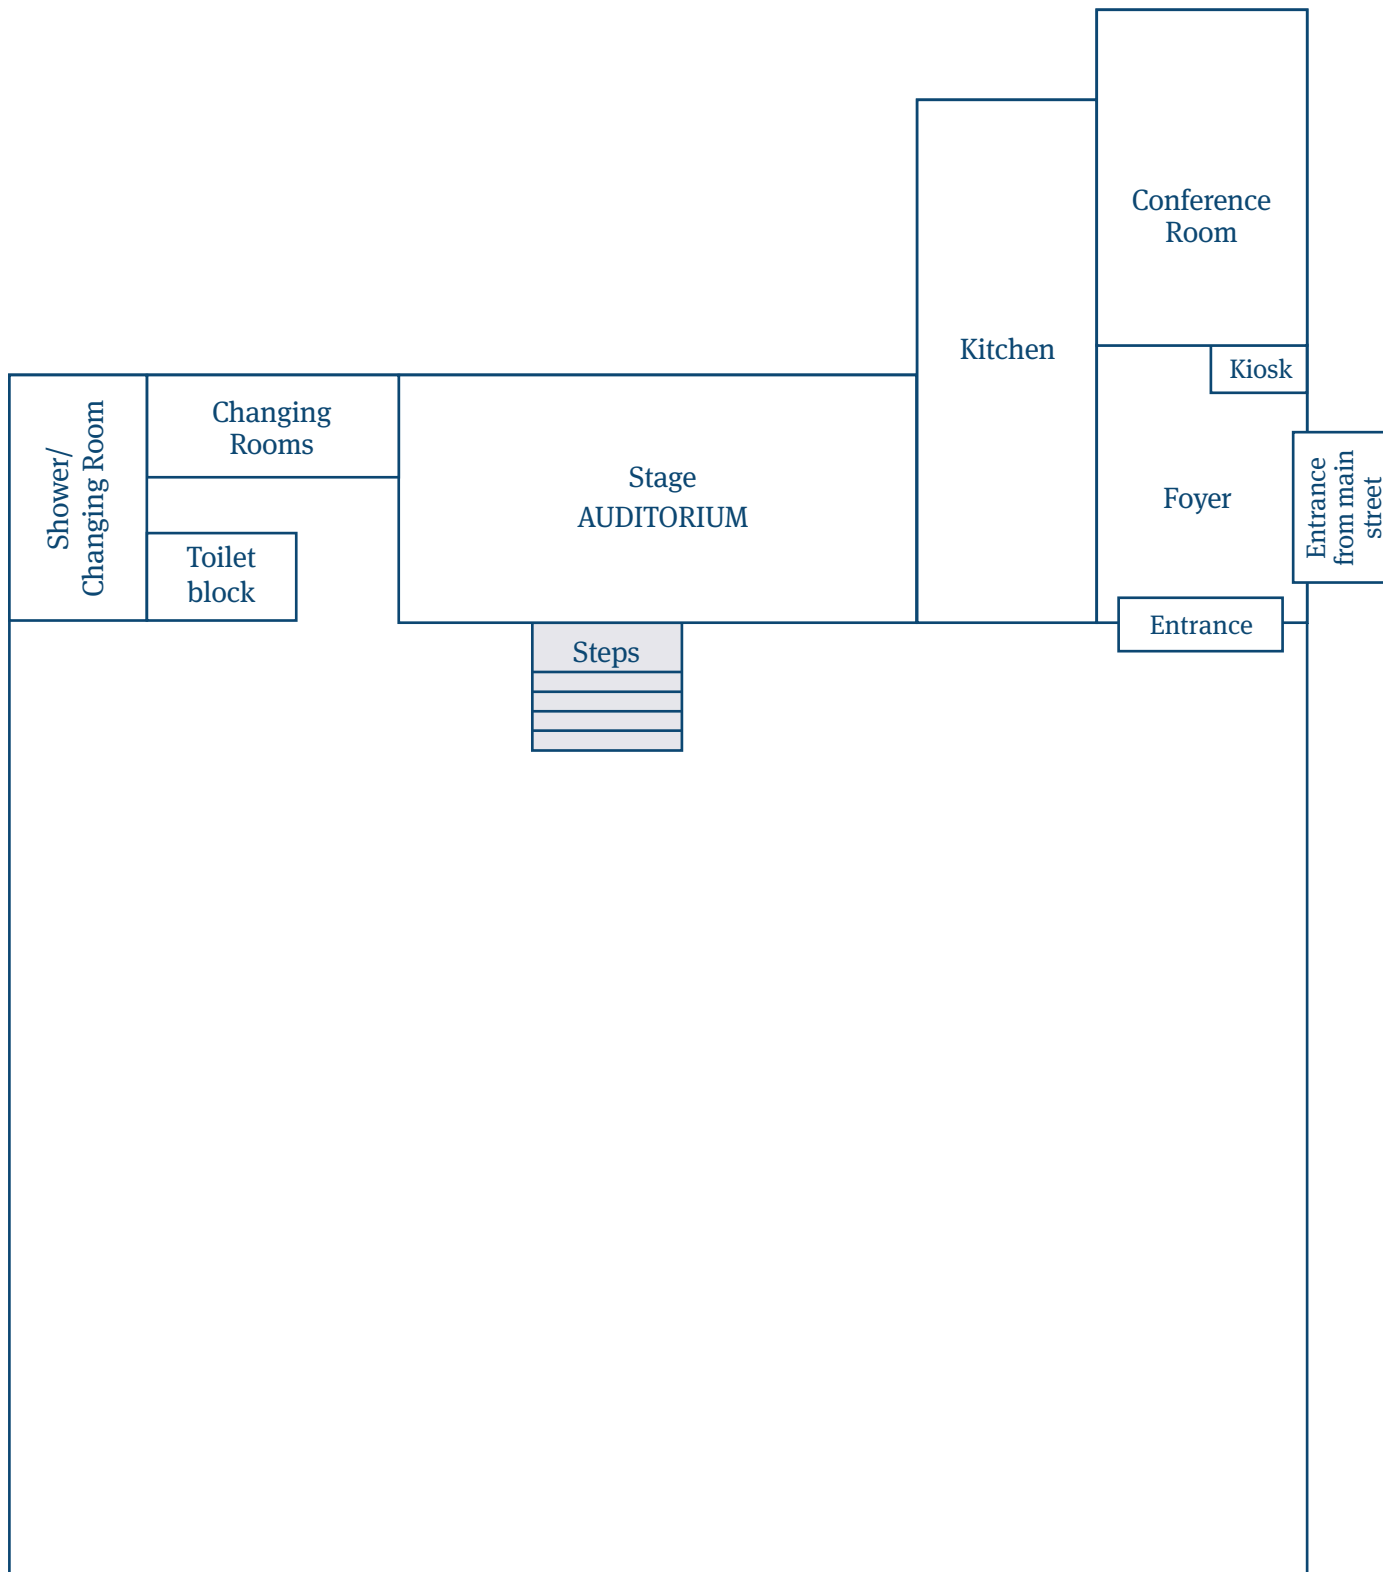 Conference
Room
Kitchen
Kiosk
Shower/
Changing Room
Changing
Rooms
Stage
AUDITORIUM
Foyer
Entrance
from main
street
Toilet
block
Entrance
Steps